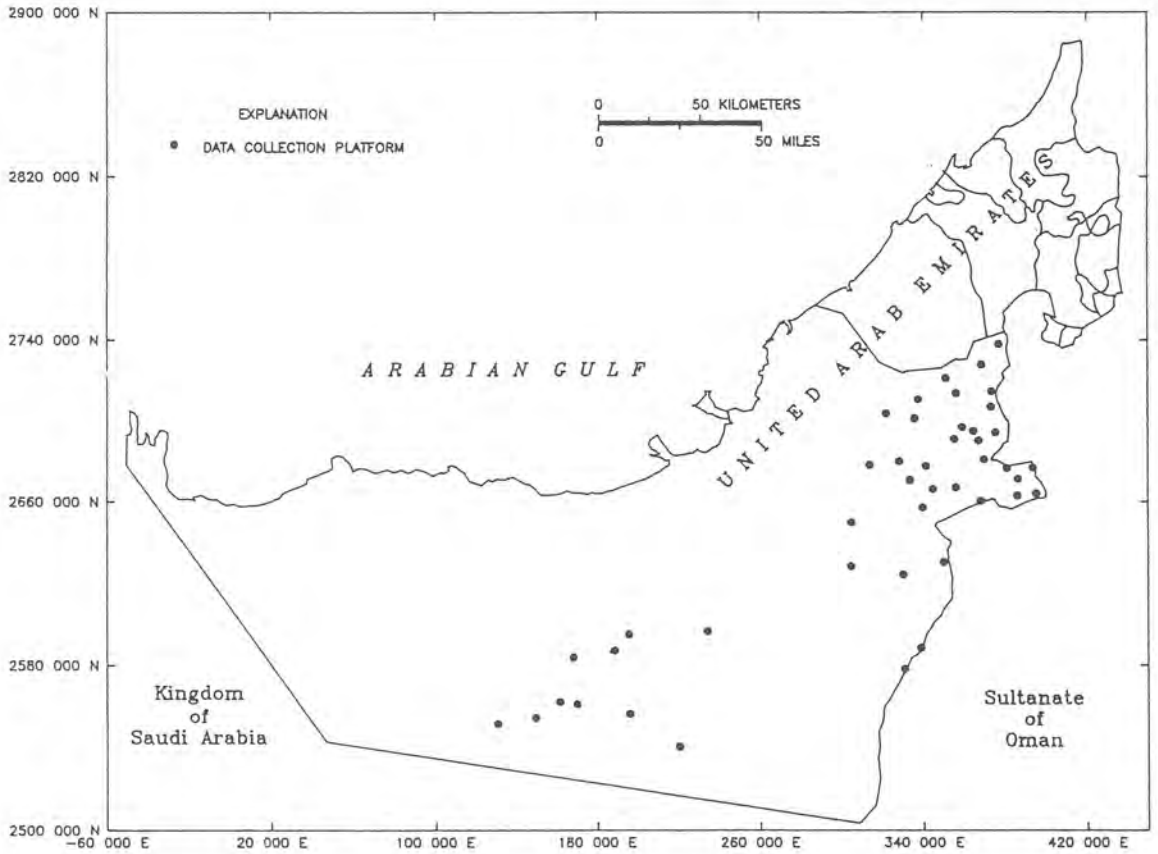 2900 000 N
EXPLANATION
DATA COLLECTION PLATFORM
0 50 KILOMETERS
0 50 MILES
2820 000 N
UNITED ARAB EMIRATES
2740 000 N
ARABIAN GULF
2660 000 N
2580 000 N
Kingdom
of
Saudi Arabia
Sultanate
of
Oman
2500 000 N
-60 000 E 20 000 E 100 000 E 180 000 E 260 000 E 340 000 E 420 000 E